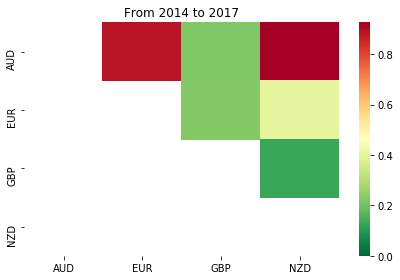 From 2014 to 2017
AUD
EUR
GBP
NZD
AUD EUR GBP NZD
0.8
0.6
0.4
0.2
0.0